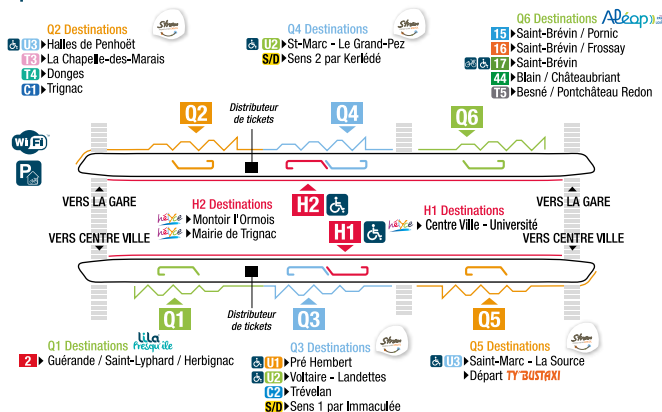 Q2 Destinations
Stran
U3 Halles de Penhoët
T3 La Chapelle-des-Marais
T4 Donges
C1 Trignac
Q4 Destinations
Stran
U2 St-Marc - Le Grand-Pez
S/D Sens 2 par Kerlédé
Q6 Destinations Aléop
15 Saint-Brévin / Pornic
16 Saint-Brévin / Frossay
17 Saint-Brévin
44 Blain / Châteaubriant
T5 Besné / Pontchâteau Redon
WiFi
P
Q2
Distributeur
de tickets
Q4
Q6
VERS LA GARE
H2 Destinations
hélYce Montoir l'Ormois
hélYce Mairie de Trignac
H2
H1
H1 Destinations
hélYce Centre Ville - Université
VERS LA GARE
VERS CENTRE VILLE
VERS CENTRE VILLE
Q1
Distributeur
de tickets
Q3
Q5
Q1 Destinations
Lila
Presqu'île
2 Guérande / Saint-Lyphard / Herbignac
Q3 Destinations
Stran
U1 Pré Hembert
U2 Voltaire - Landettes
C2 Trévelan
S/D Sens 1 par Immaculée
Q5 Destinations
Stran
U3 Saint-Marc - La Source
Départ TY'BUSTAXI